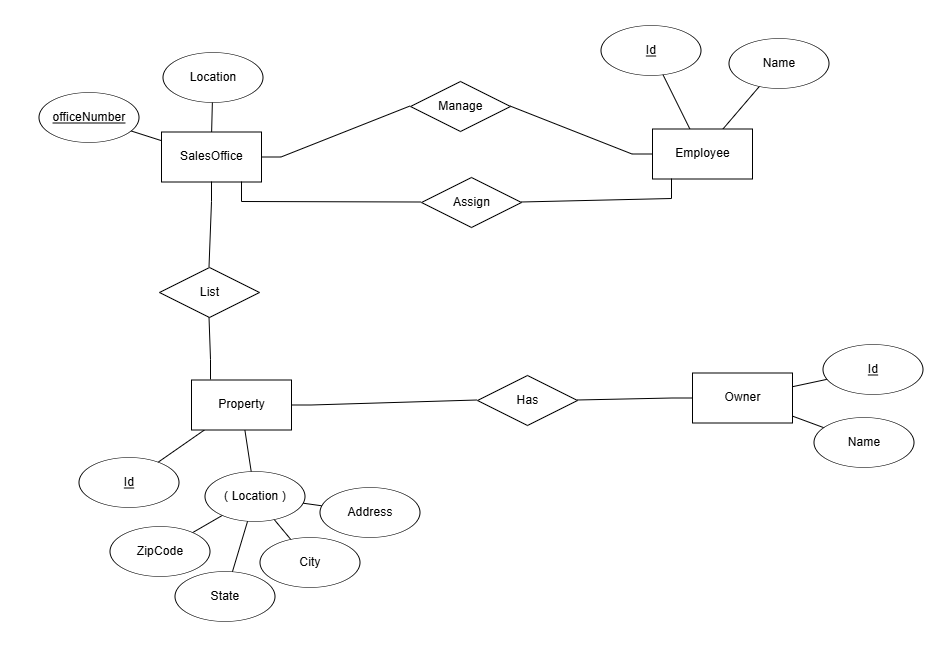 Id
Name
Location
officeNumber
Manage
SalesOffice
Employee
Assign
List
Property
Has
Owner
Id
Name
Id
( Location )
Address
ZipCode
City
State